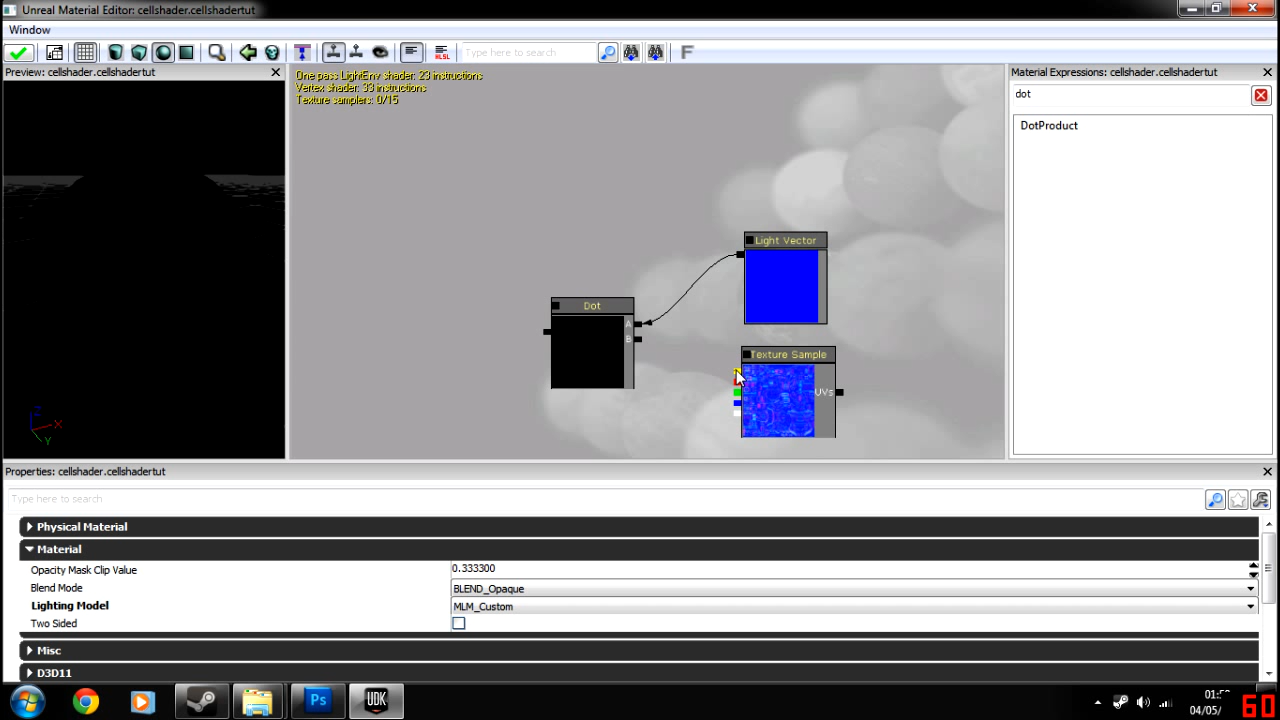 Unreal Material Editor: cellshader.cellshadertut
Window
HLSL
Type here to search
F
Preview: cellshader.cellshadertut
One pass LightEnv shader: 23 instructions
Vertex shader: 33 instructions
Texture samplers: 0/15
Material Expressions: cellshader.cellshadertut
dot
DotProduct
Light Vector
Dot
A
B
Texture Sample
UVs
Z
X
Y
Properties: cellshader.cellshadertut
Type here to search
Physical Material
Material
Opacity Mask Clip Value
0.333300
Blend Mode
BLEND_Opaque
Lighting Model
MLM_Custom
Two Sided
Misc
D3D11
Ps
UDK
04/05/
60